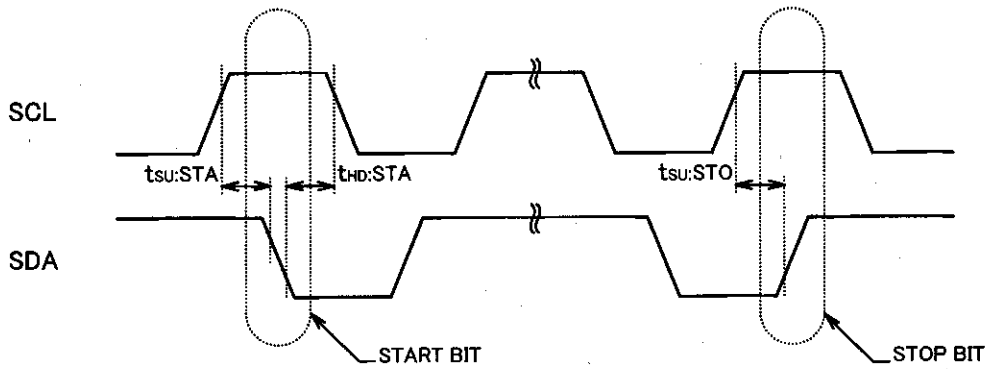 SCL
tSU:STA
tHD:STA
tSU:STO
SDA
START BIT
STOP BIT